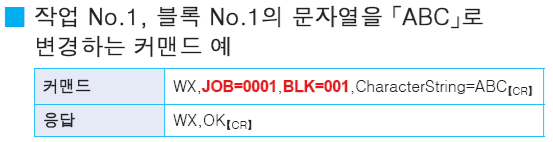 ■ 작업 No.1, 블록 No.1의 문자열을 「ABC」로
변경하는 커맨드 예
커맨드 WX,JOB=0001,BLK=001,CharacterString=ABC【CR】
응답 WX,OK【CR】